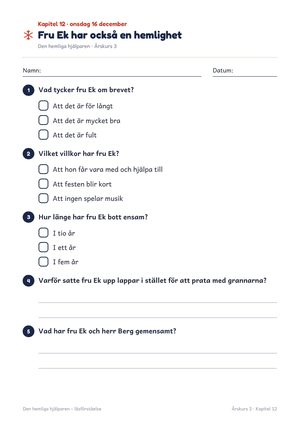 Kapitel 12 · onsdag 16 december
Fru Ek har också en hemlighet
Den hemliga hjälparen · Årskurs 3
Namn:
Datum:
1 Vad tycker fru Ek om brevet?
Att det är för långt
Att det är mycket bra
Att det är fult
2 Vilket villkor har fru Ek?
Att hon får vara med och hjälpa till
Att festen blir kort
Att ingen spelar musik
3 Hur länge har fru Ek bott ensam?
I tio år
I ett år
I fem år
4 Varför satte fru Ek upp lappar i stället för att prata med grannarna?
5 Vad har fru Ek och herr Berg gemensamt?
Den hemliga hjälparen – läsförståelse
Årskurs 3 · Kapitel 12